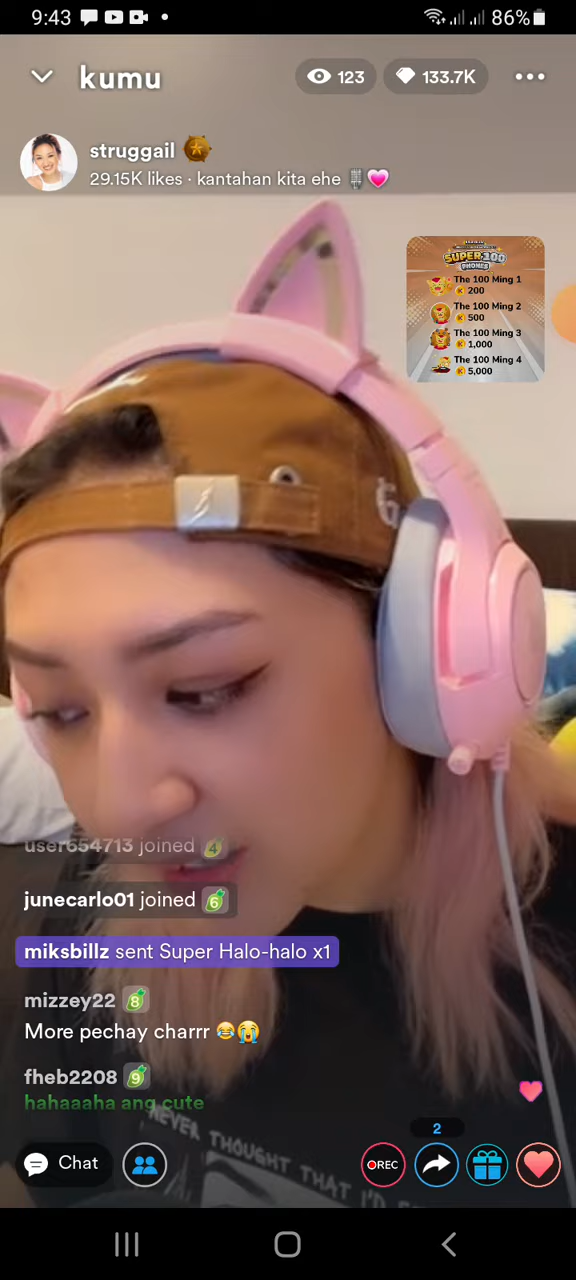 9:43
86%
kumu
123
133.7K
struggail
29.15K likes · kantahan kita ehe 🎙️💗
SUPER 100
PHONES
The 100 Ming 1
200
The 100 Ming 2
500
The 100 Ming 3
1,000
The 100 Ming 4
5,000
user654713 joined 4
junecarlo01 joined 6
miksbillz sent Super Halo-halo x1
mizzey22 8
More pechay charrr 😂😭
fheb2208 9
hahaaaha ang cute
NEVER THOUGHT THAT I'D
2
Chat
REC